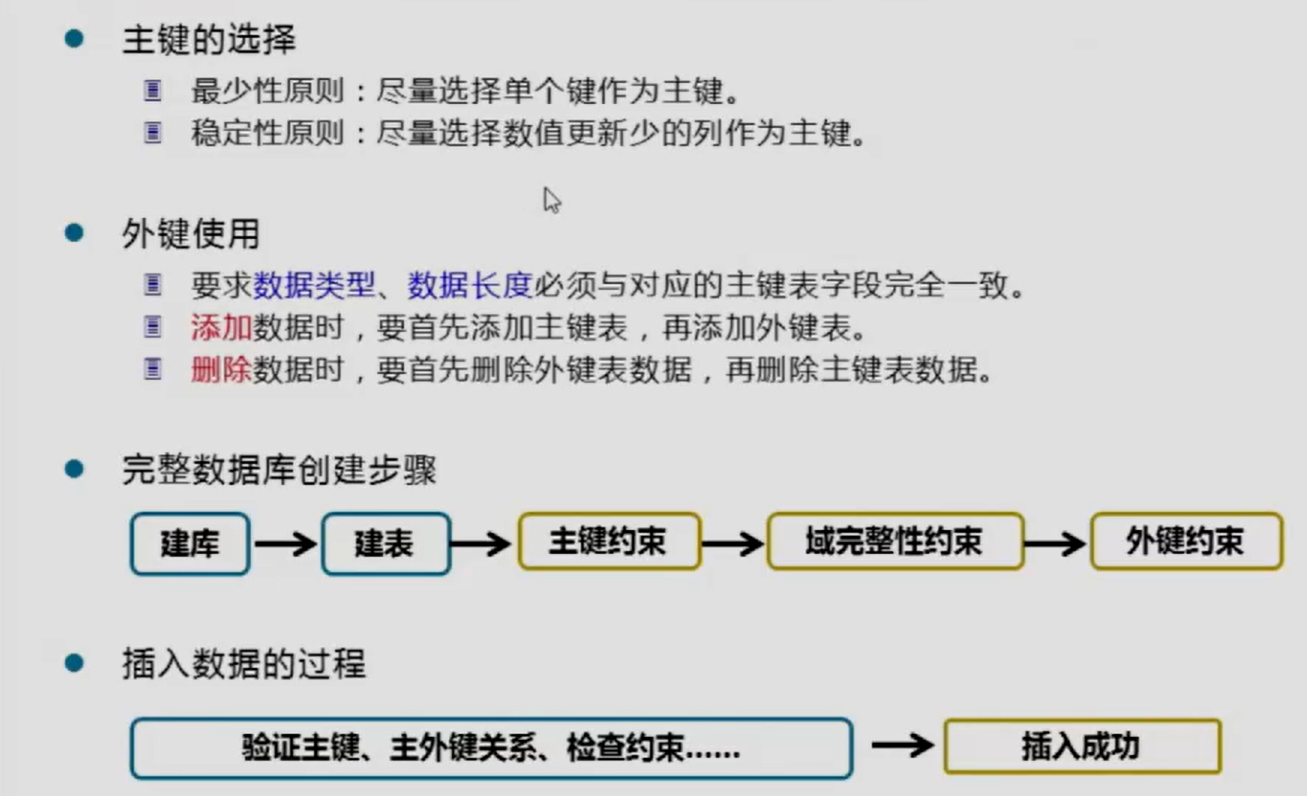 主键的选择
最少性原则：尽量选择单个键作为主键。
稳定性原则：尽量选择数值更新少的列作为主键。
外键使用
要求数据类型、数据长度必须与对应的主键表字段完全一致。
添加数据时，要首先添加主键表，再添加外键表。
删除数据时，要首先删除外键表数据，再删除主键表数据。
完整数据库创建步骤
建库 建表 主键约束 域完整性约束 外键约束
插入数据的过程
验证主键、主外键关系、检查约束...... 插入成功